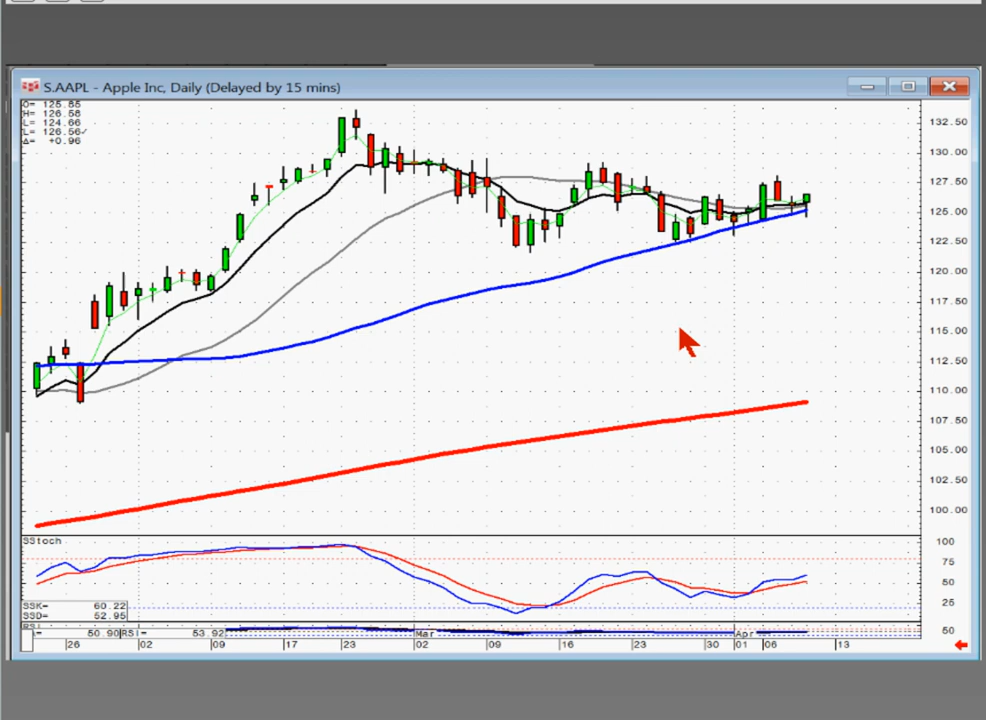 S.AAPL - Apple Inc, Daily (Delayed by 15 mins)
O= 125.85
H= 126.58
L= 124.66
L= 126.56
Δ= +0.96
132.50
130.00
127.50
125.00
122.50
120.00
117.50
115.00
112.50
110.00
107.50
105.00
102.50
100.00
SStoch
100
75
50
25
SSK= 60.22
SSD= 52.95
RSI
50.90 RSI= 53.92
Mar
Apr
50
26 02 09 17 23 02 09 16 23 30 01 06 13